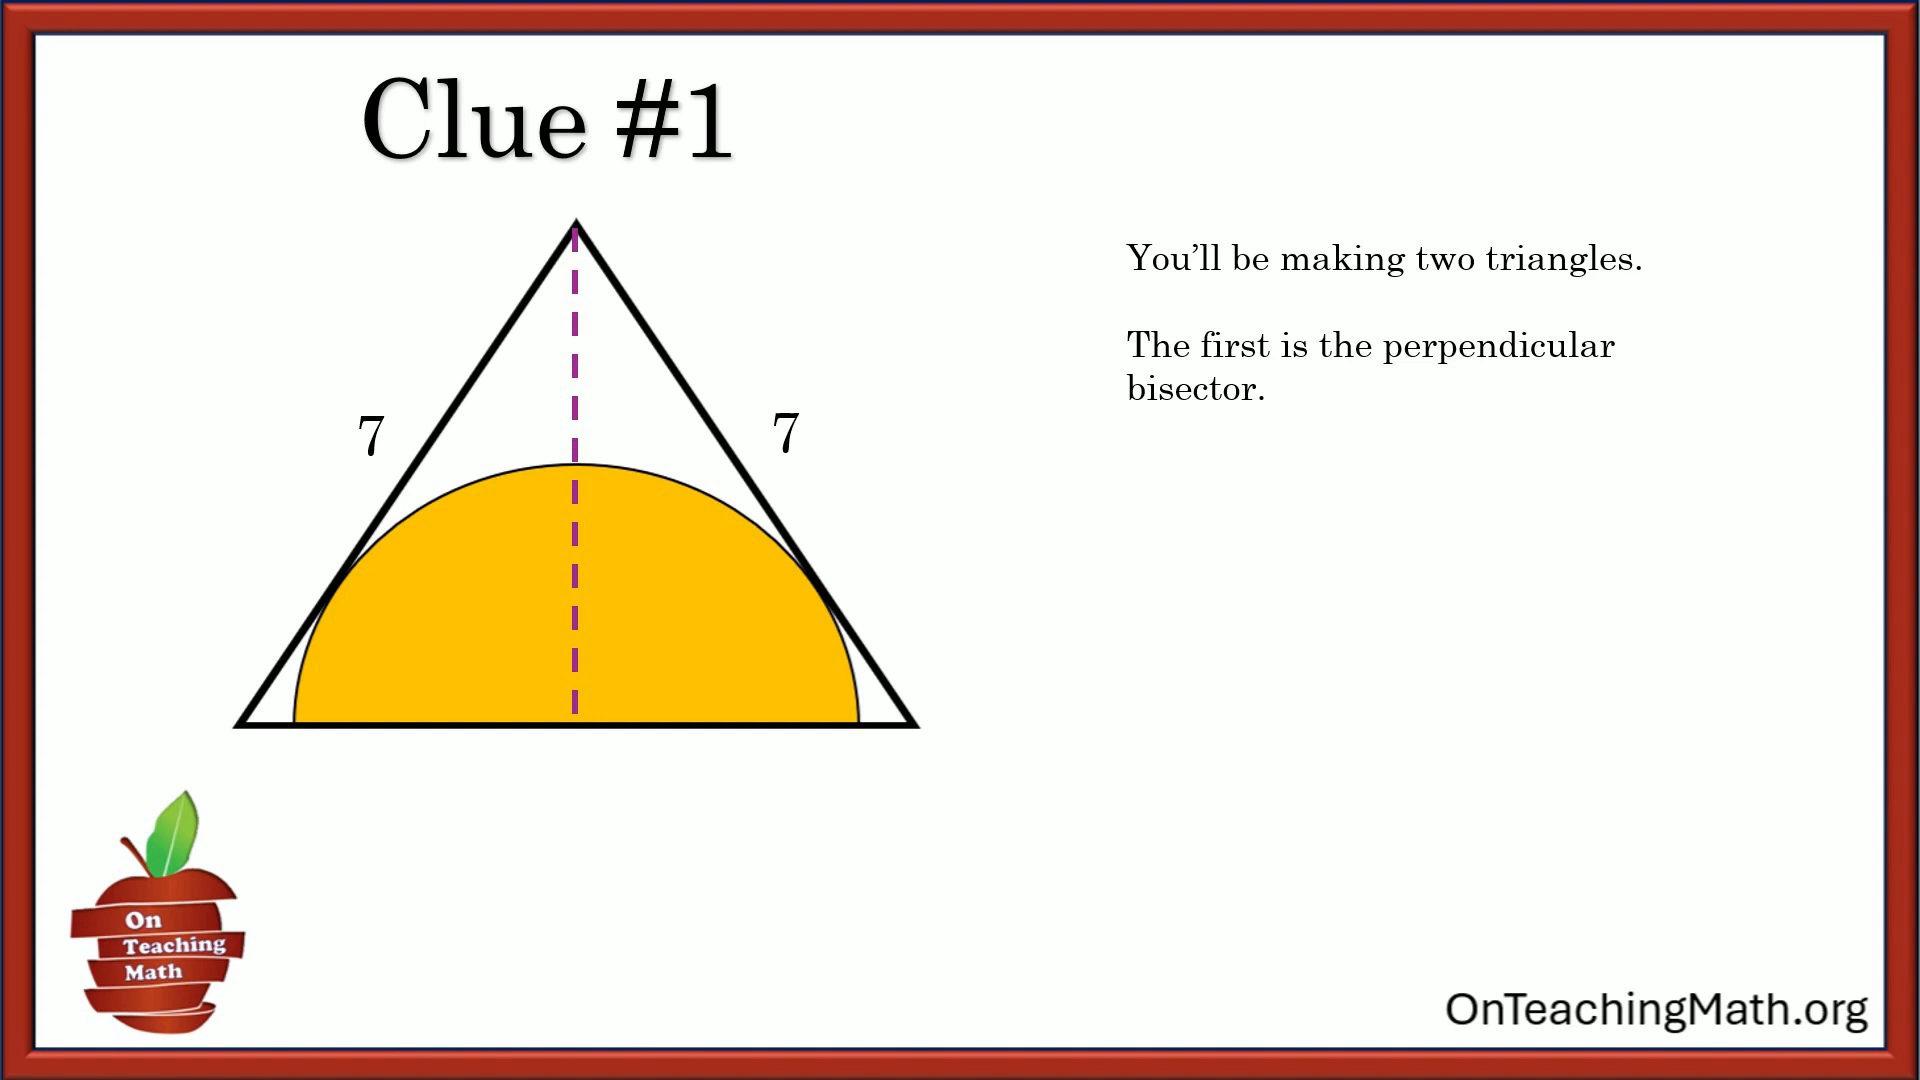 Clue #1
You’ll be making two triangles.
The first is the perpendicular
bisector.
7
7
On
Teaching
Math
OnTeachingMath.org